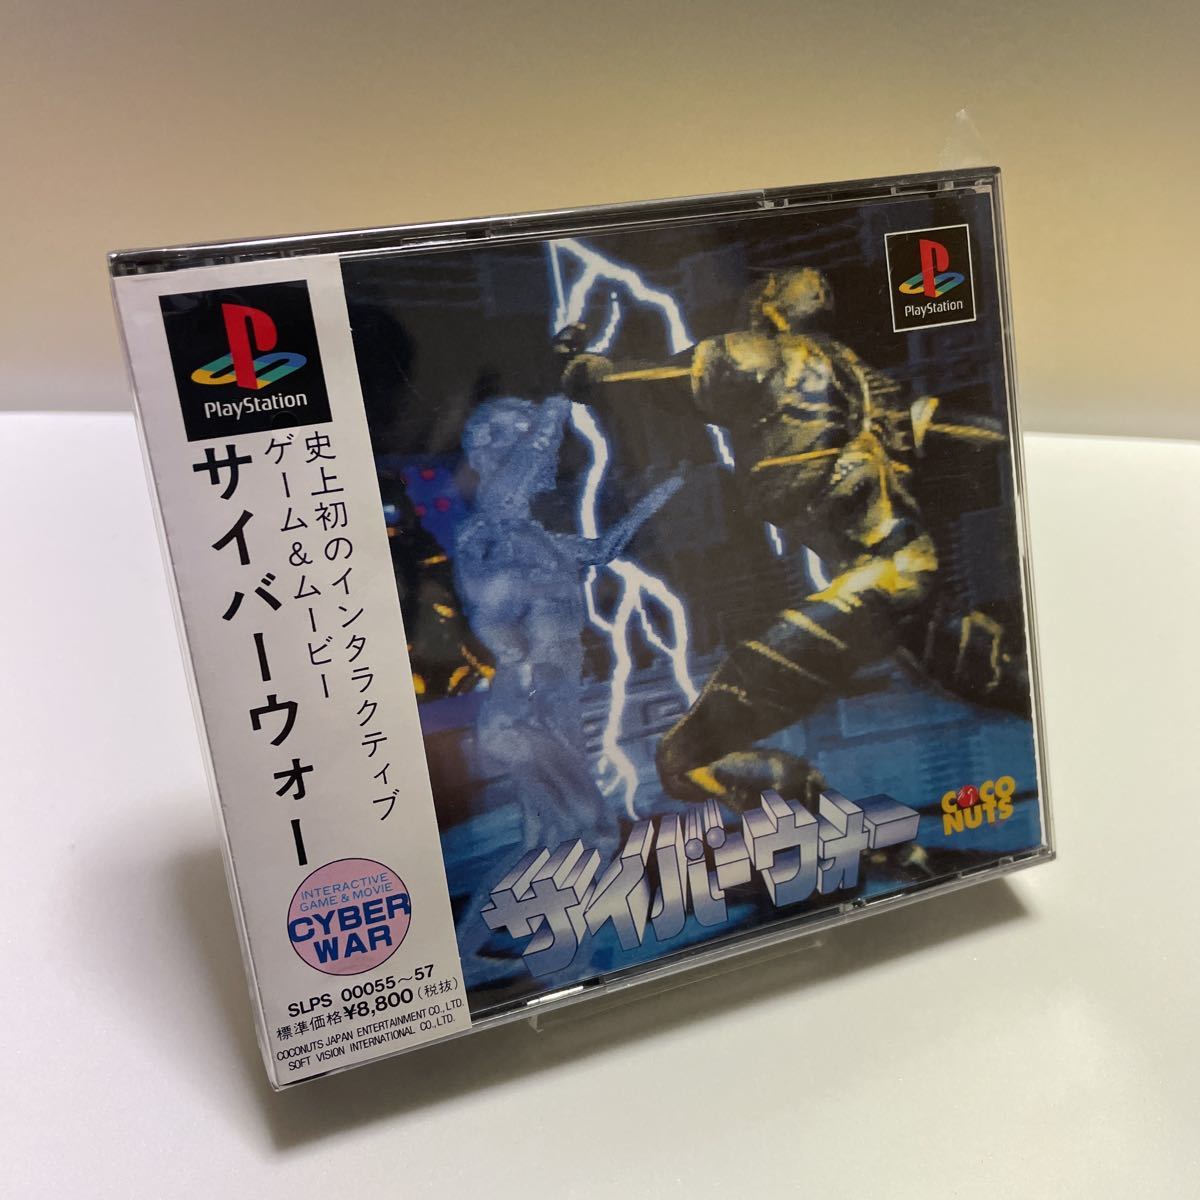 PlayStation
史上初のインタラクティブ
ゲーム&ムービー
サイバーウォー
INTERACTIVE
GAME & MOVIE
CYBER
WAR
SLPS 00055~57
標準価格¥8,800(税抜)
COCONUTS JAPAN ENTERTAINMENT CO., LTD.
SOFT VISION INTERNATIONAL CO., LTD.
PlayStation
COCO
NUTS
サイバーウォー